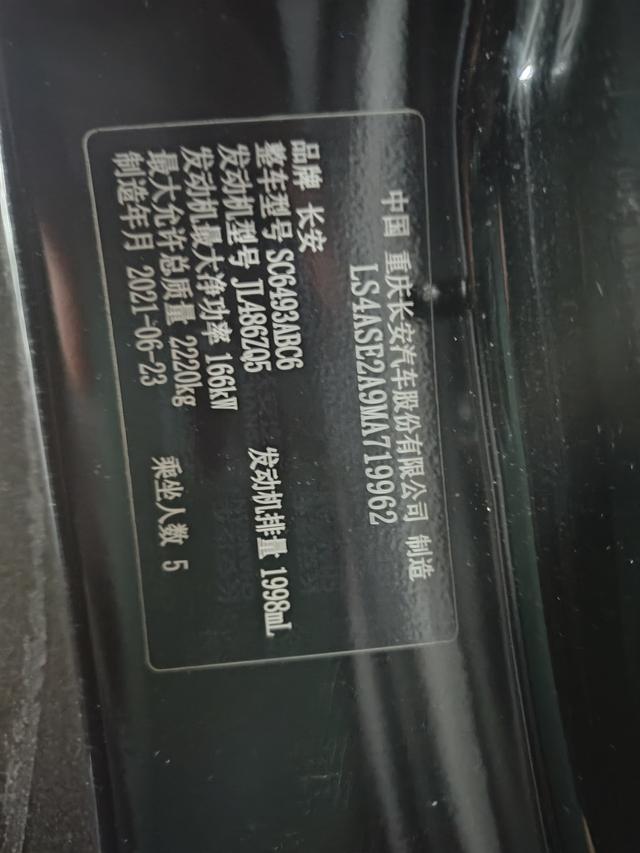 中国 重庆长安汽车股份有限公司 制造
LS4ASE2A9MA719962
品牌 长安
整车型号 SC6493ABC6
发动机型号 JL486ZQ5 发动机排量 1998mL
发动机最大净功率 166kW
最大允许总质量 2220kg
制造年月 2021-06-23 乘坐人数 5